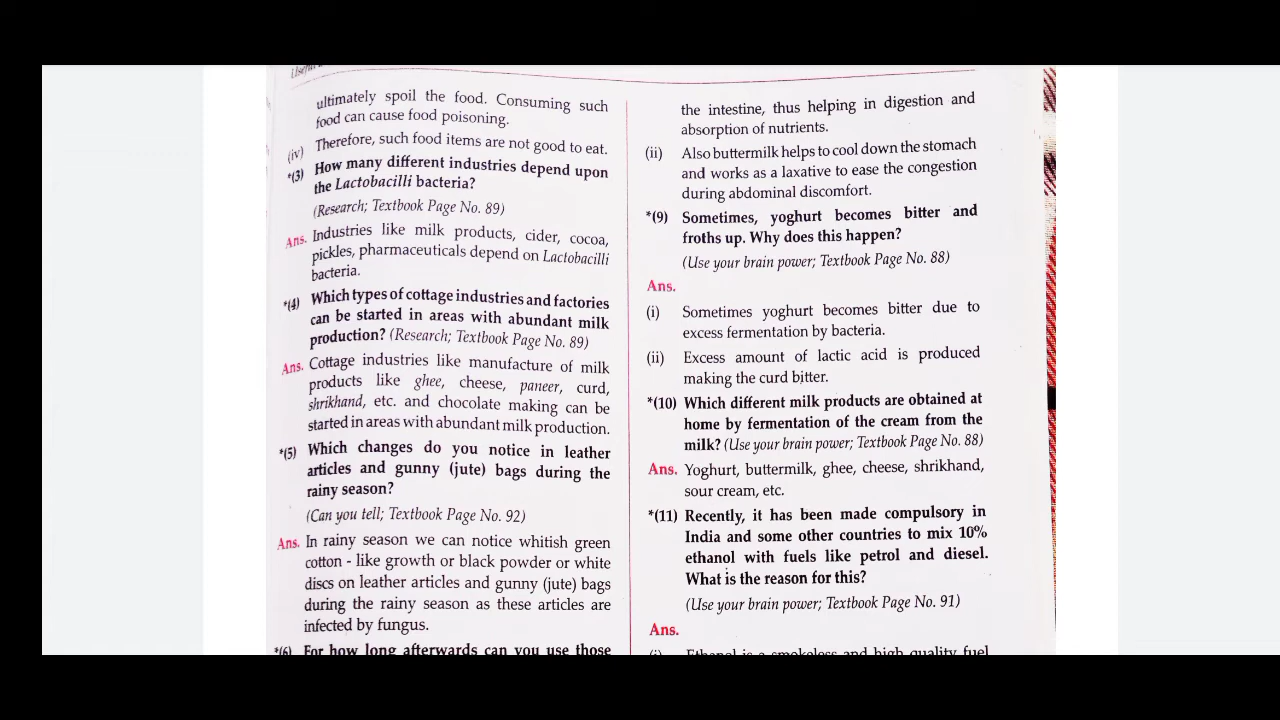 ultimately spoil the food. Consuming such
food can cause food poisoning.
(iv) Therefore, such food items are not good to eat.
*(3) How many different industries depend upon
the Lactobacilli bacteria?
(Research; Textbook Page No. 89)
Ans. Industries like milk products, cider, cocoa,
pickles, pharmaceuticals depend on Lactobacilli
bacteria.
*(4) Which types of cottage industries and factories
can be started in areas with abundant milk
production? (Research; Textbook Page No. 89)
Ans. Cottage industries like manufacture of milk
products like ghee, cheese, paneer, curd,
shrikhand, etc. and chocolate making can be
started in areas with abundant milk production.
*(5) Which changes do you notice in leather
articles and gunny (jute) bags during the
rainy season?
(Can you tell; Textbook Page No. 92)
Ans. In rainy season we can notice whitish green
cotton - like growth or black powder or white
discs on leather articles and gunny (jute) bags
during the rainy season as these articles are
infected by fungus.
*(6) For how long afterwards can you use those
the intestine, thus helping in digestion and
absorption of nutrients.
(ii) Also buttermilk helps to cool down the stomach
and works as a laxative to ease the congestion
during abdominal discomfort.
*(9) Sometimes, yoghurt becomes bitter and
froths up. Why does this happen?
(Use your brain power; Textbook Page No. 88)
Ans.
(i) Sometimes yoghurt becomes bitter due to
excess fermentation by bacteria.
(ii) Excess amount of lactic acid is produced
making the curd bitter.
*(10) Which different milk products are obtained at
home by fermentation of the cream from the
milk? (Use your brain power; Textbook Page No. 88)
Ans. Yoghurt, buttermilk, ghee, cheese, shrikhand,
sour cream, etc.
*(11) Recently, it has been made compulsory in
India and some other countries to mix 10%
ethanol with fuels like petrol and diesel.
What is the reason for this?
(Use your brain power; Textbook Page No. 91)
Ans.
(i) Ethanol is a smokeless and high quality fuel